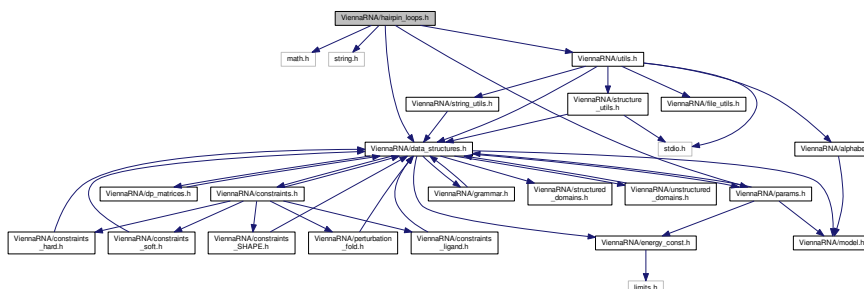 ViennaRNA/hairpin_loops.h
math.h
string.h
ViennaRNA/utils.h
ViennaRNA/string_utils.h
ViennaRNA/structure
_utils.h
ViennaRNA/file_utils.h
ViennaRNA/data_structures.h
stdio.h
ViennaRNA/alphabe
ViennaRNA/dp_matrices.h
ViennaRNA/constraints.h
ViennaRNA/grammar.h
ViennaRNA/structured
_domains.h
ViennaRNA/unstructured
_domains.h
ViennaRNA/params.h
ViennaRNA/constraints
_hard.h
ViennaRNA/constraints
_soft.h
ViennaRNA/constraints
_SHAPE.h
ViennaRNA/perturbation
_fold.h
ViennaRNA/constraints
_ligand.h
ViennaRNA/energy_const.h
ViennaRNA/model.h
limits.h